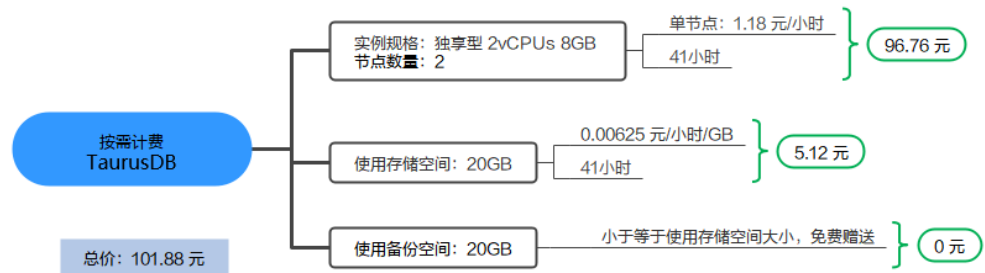 按需计费
TaurusDB
总价：101.88 元
实例规格：独享型 2vCPUs 8GB
节点数量：2
单节点：1.18 元/小时
41小时
96.76 元
使用存储空间：20GB
0.00625 元/小时/GB
41小时
5.12 元
使用备份空间：20GB
小于等于使用存储空间大小，免费赠送
0 元